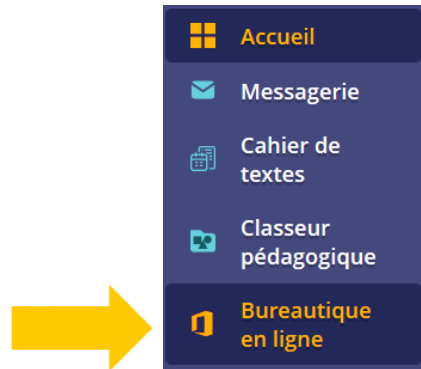 Accueil
Messagerie
Cahier de
textes
Classeur
pédagogique
Bureautique
en ligne